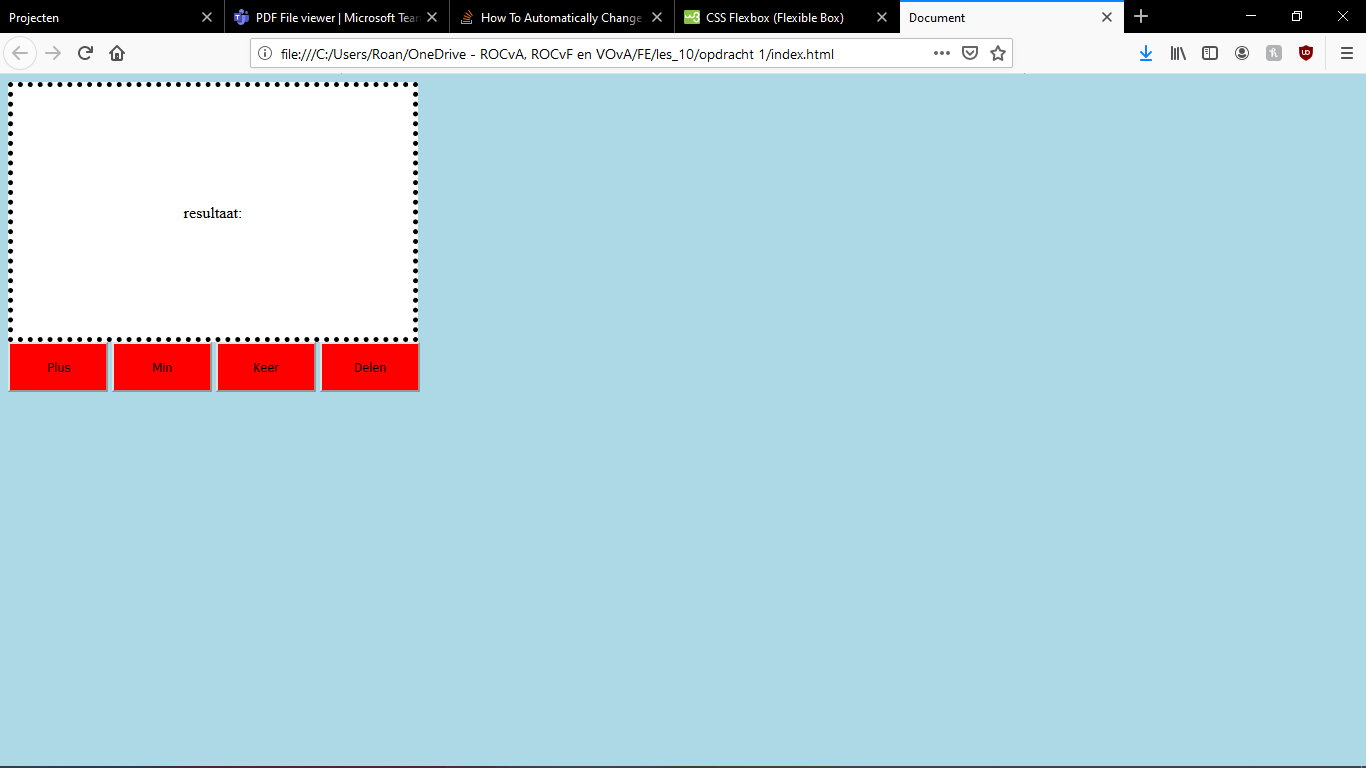 Projecten
PDF File viewer | Microsoft Tean
How To Automatically Change
CSS Flexbox (Flexible Box)
Document
file:///C:/Users/Roan/OneDrive - ROCvA, ROCvF en VOvA/FE/les_10/opdracht 1/index.html
resultaat:
Plus Min Keer Delen